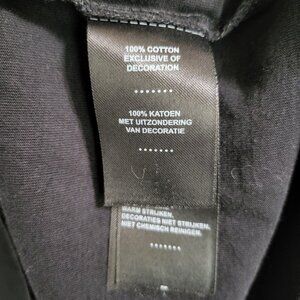 100% COTTON
EXCLUSIVE OF
DECORATION
100% KATOEN
MET UITZONDERING
VAN DECORATIE
WARM STRIJKEN.
DECORATIES NIET STRIJKEN.
NIET CHEMISCH REINIGEN.